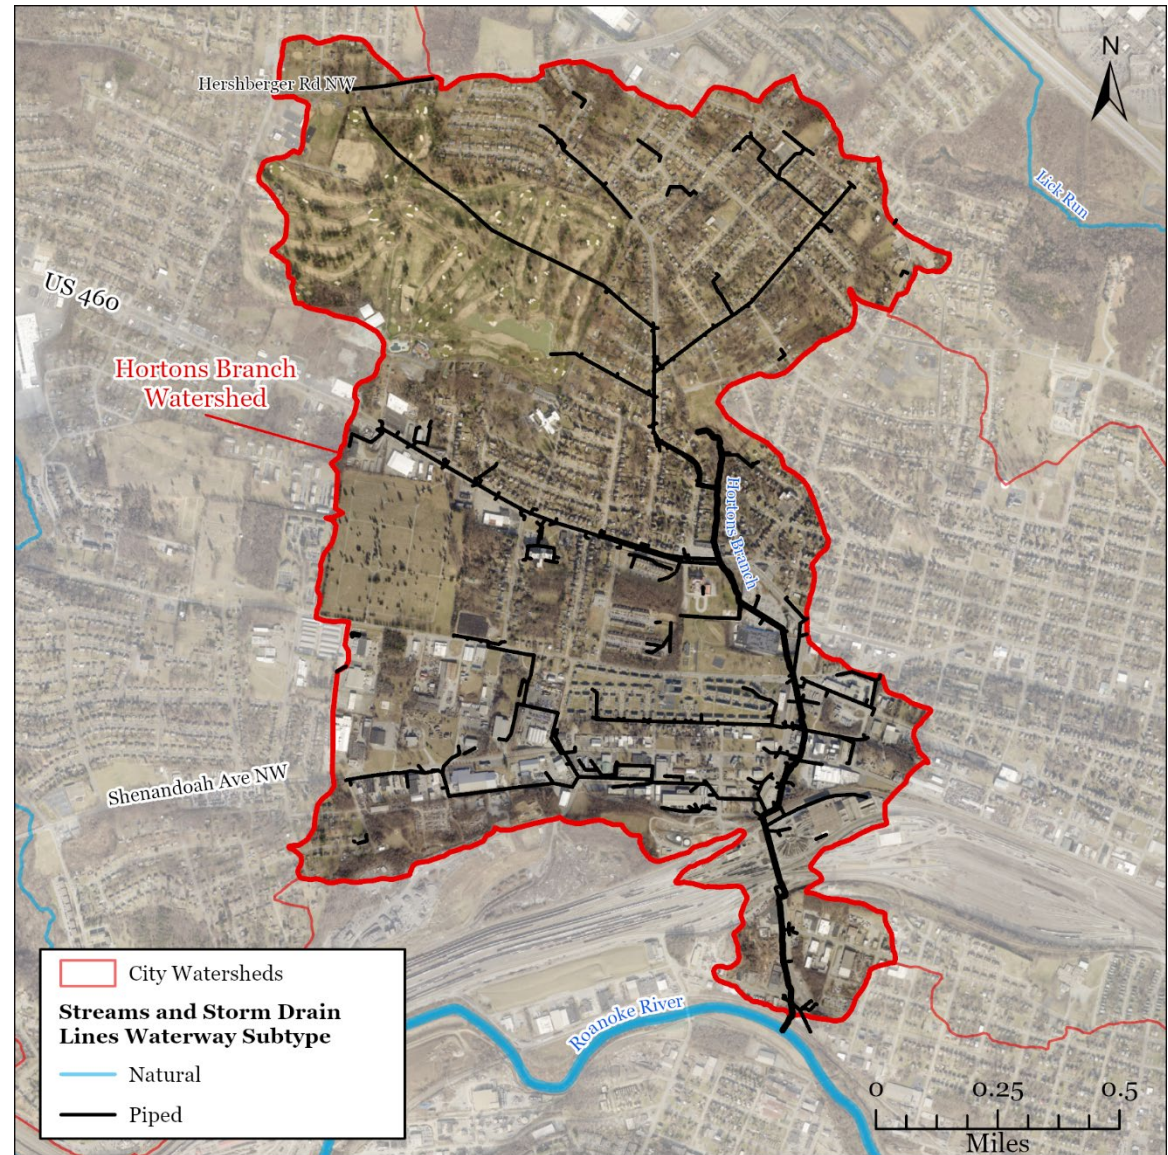 N
Hershberger Rd NW
Lick Run
US 460
Hortons Branch
Watershed
Hortons Branch
Shenandoah Ave NW
Roanoke River
City Watersheds
Streams and Storm Drain
Lines Waterway Subtype
Natural
Piped
0 0.25 0.5
Miles